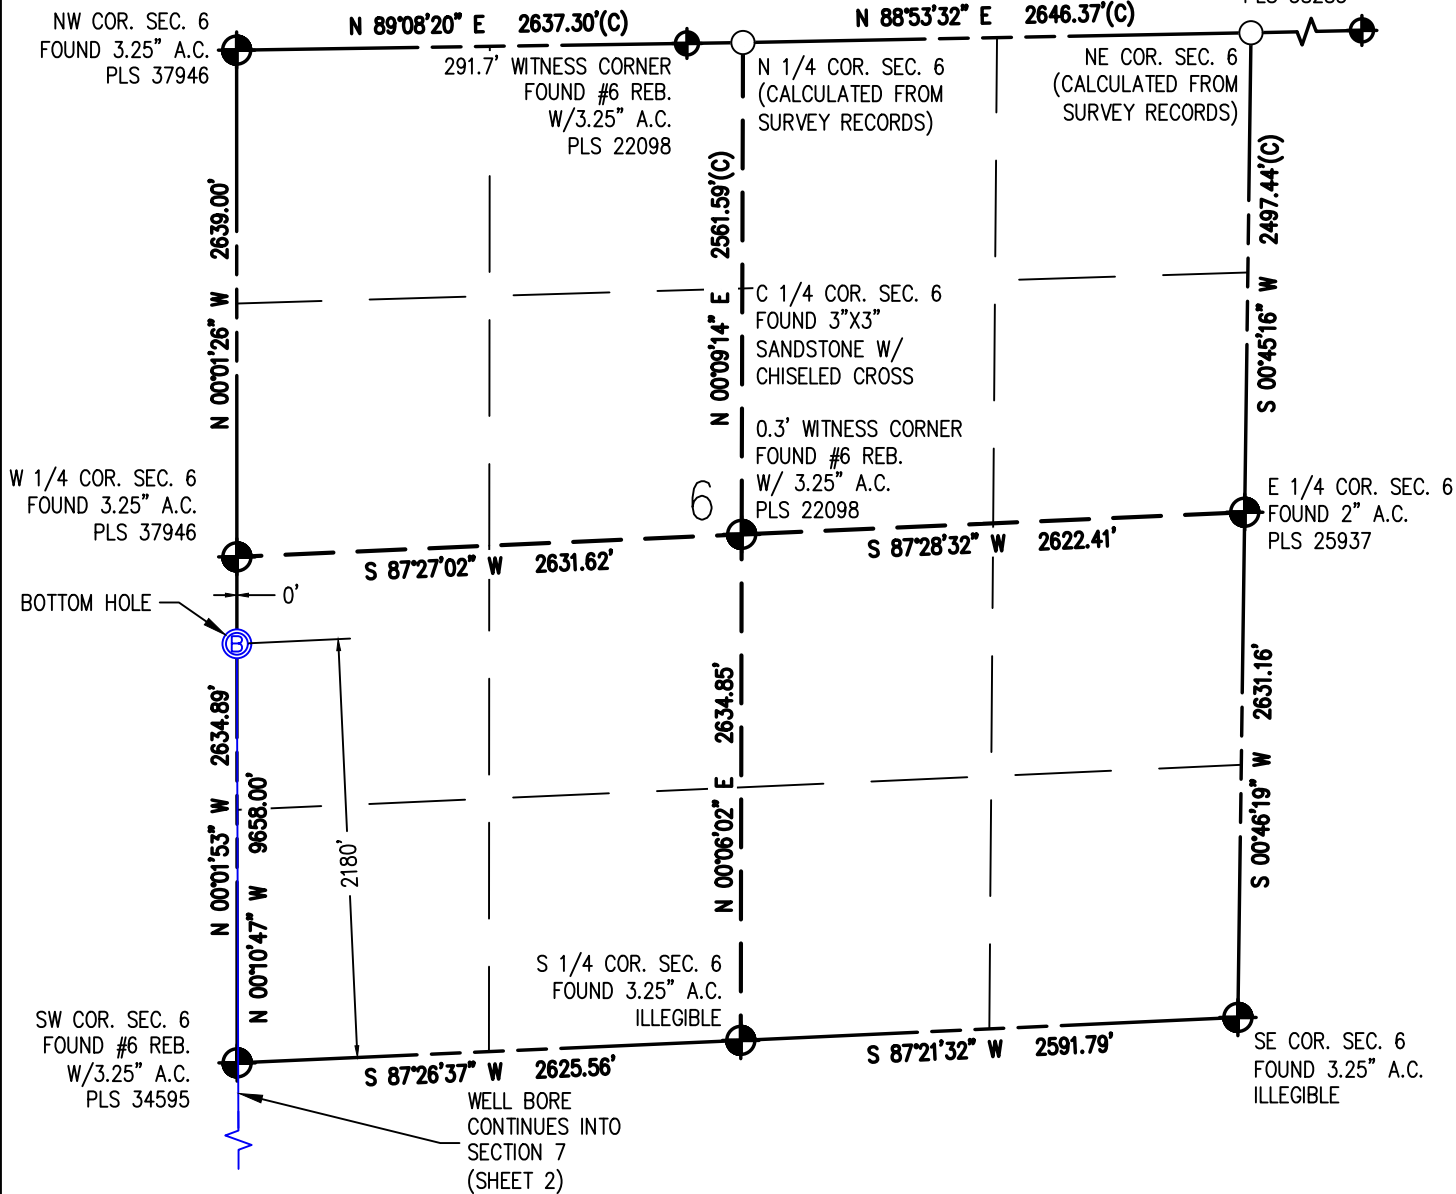 NW COR. SEC. 6
FOUND 3.25" A.C.
PLS 37946
N 89°08'20" E 2637.30'(C)
291.7' WITNESS CORNER
FOUND #6 REB.
W/3.25" A.C.
PLS 22098
N 88°53'32" E 2646.37'(C)
N 1/4 COR. SEC. 6
(CALCULATED FROM
SURVEY RECORDS)
NE COR. SEC. 6
(CALCULATED FROM
SURVEY RECORDS)
N 00°01'26" W 2639.00'
N 00°09'14" E 2561.59'(C)
S 00°45'16" W 2497.44'(C)
C 1/4 COR. SEC. 6
FOUND 3"X3"
SANDSTONE W/
CHISELED CROSS
0.3' WITNESS CORNER
FOUND #6 REB.
W/ 3.25" A.C.
PLS 22098
W 1/4 COR. SEC. 6
FOUND 3.25" A.C.
PLS 37946
6
E 1/4 COR. SEC. 6
FOUND 2" A.C.
PLS 25937
S 87°27'02" W 2631.62'
S 87°28'32" W 2622.41'
BOTTOM HOLE
0'
B
N 00°01'53" W 2634.89'
N 00°10'47" W 9658.00'
2180'
N 00°06'02" E 2634.85'
S 00°46'19" W 2631.16'
S 1/4 COR. SEC. 6
FOUND 3.25" A.C.
ILLEGIBLE
SW COR. SEC. 6
FOUND #6 REB.
W/3.25" A.C.
PLS 34595
S 87°26'37" W 2625.56'
S 87°21'32" W 2591.79'
SE COR. SEC. 6
FOUND 3.25" A.C.
ILLEGIBLE
WELL BORE
CONTINUES INTO
SECTION 7
(SHEET 2)